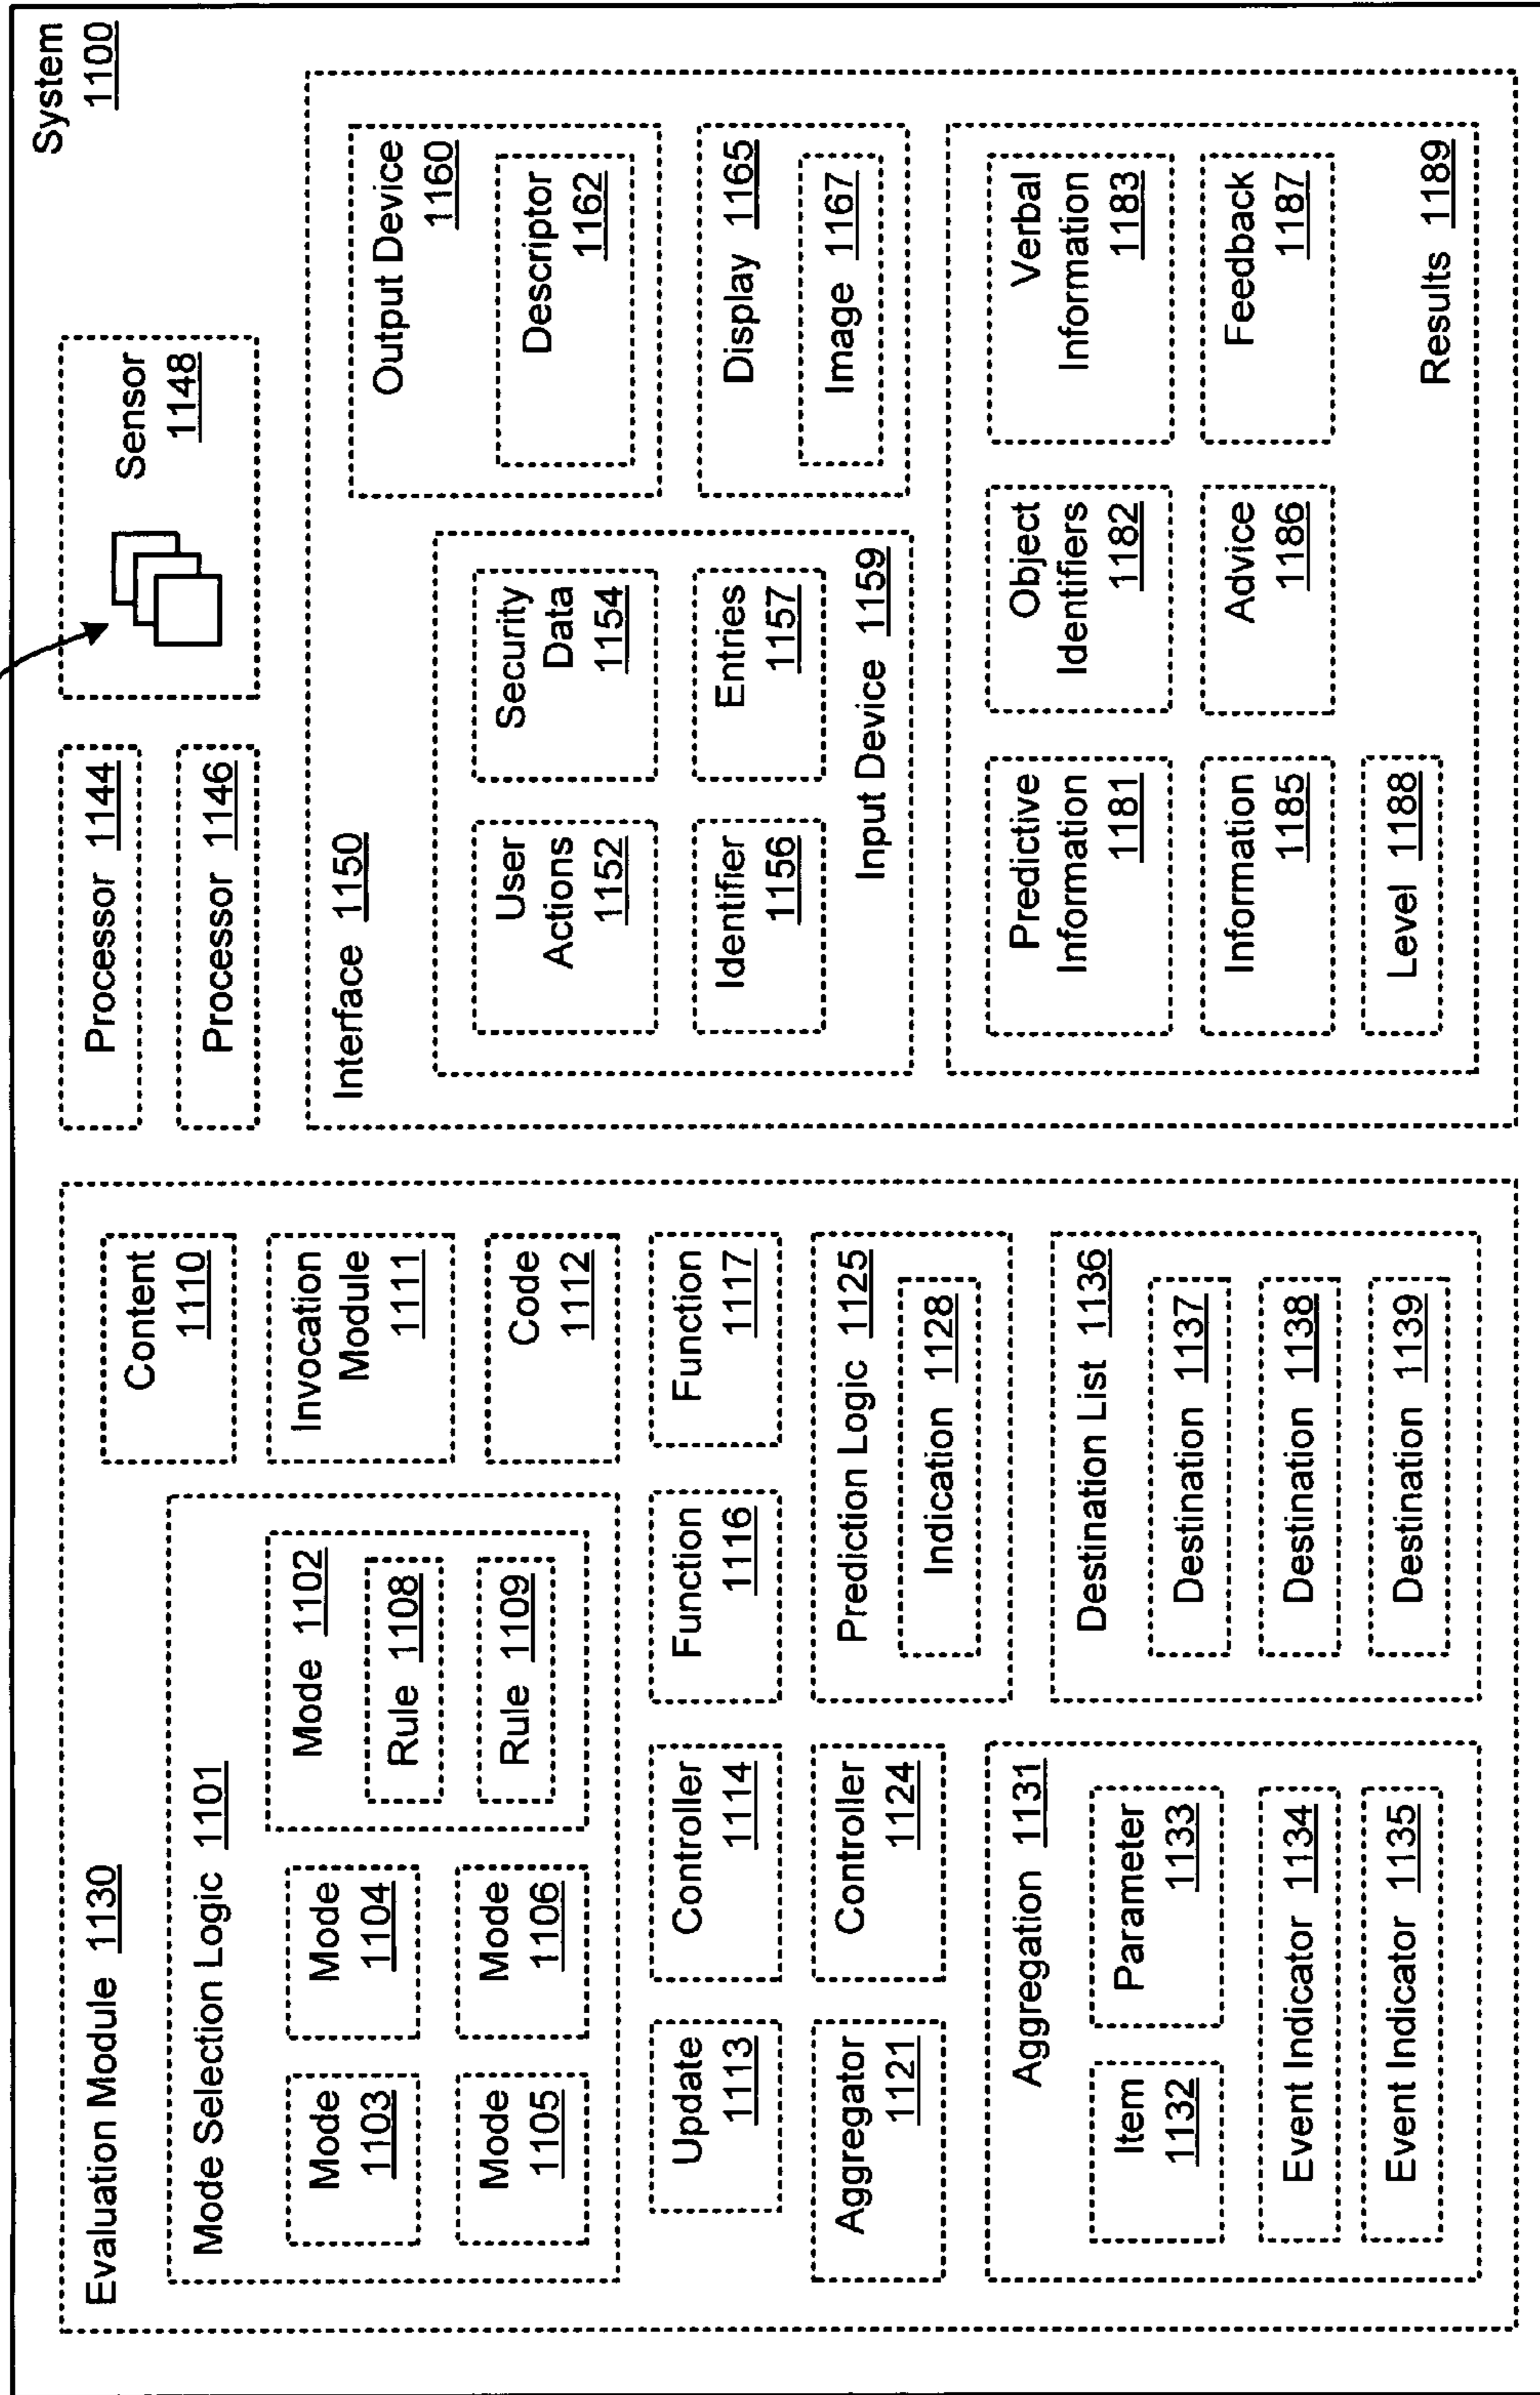 System
1100
Evaluation Module 1130
Mode Selection Logic 1101
Mode
1103
Mode
1104
Mode
1105
Mode
1106
Mode 1102
Rule 1108
Rule 1109
Content
1110
Invocation
Module
1111
Code
1112
Update
1113
Controller
1114
Function
1116
Function
1117
Aggregator
1121
Controller
1124
Prediction Logic 1125
Indication 1128
Aggregation 1131
Item
1132
Parameter
1133
Event Indicator 1134
Event Indicator 1135
Destination List 1136
Destination 1137
Destination 1138
Destination 1139
Processor 1144
Processor 1146
Sensor
1148
Interface 1150
User
Actions
1152
Security
Data
1154
Identifier
1156
Entries
1157
Input Device 1159
Output Device
1160
Descriptor
1162
Display 1165
Image 1167
Predictive
Information
1181
Object
Identifiers
1182
Verbal
Information
1183
Information
1185
Advice
1186
Feedback
1187
Level 1188
Results 1189